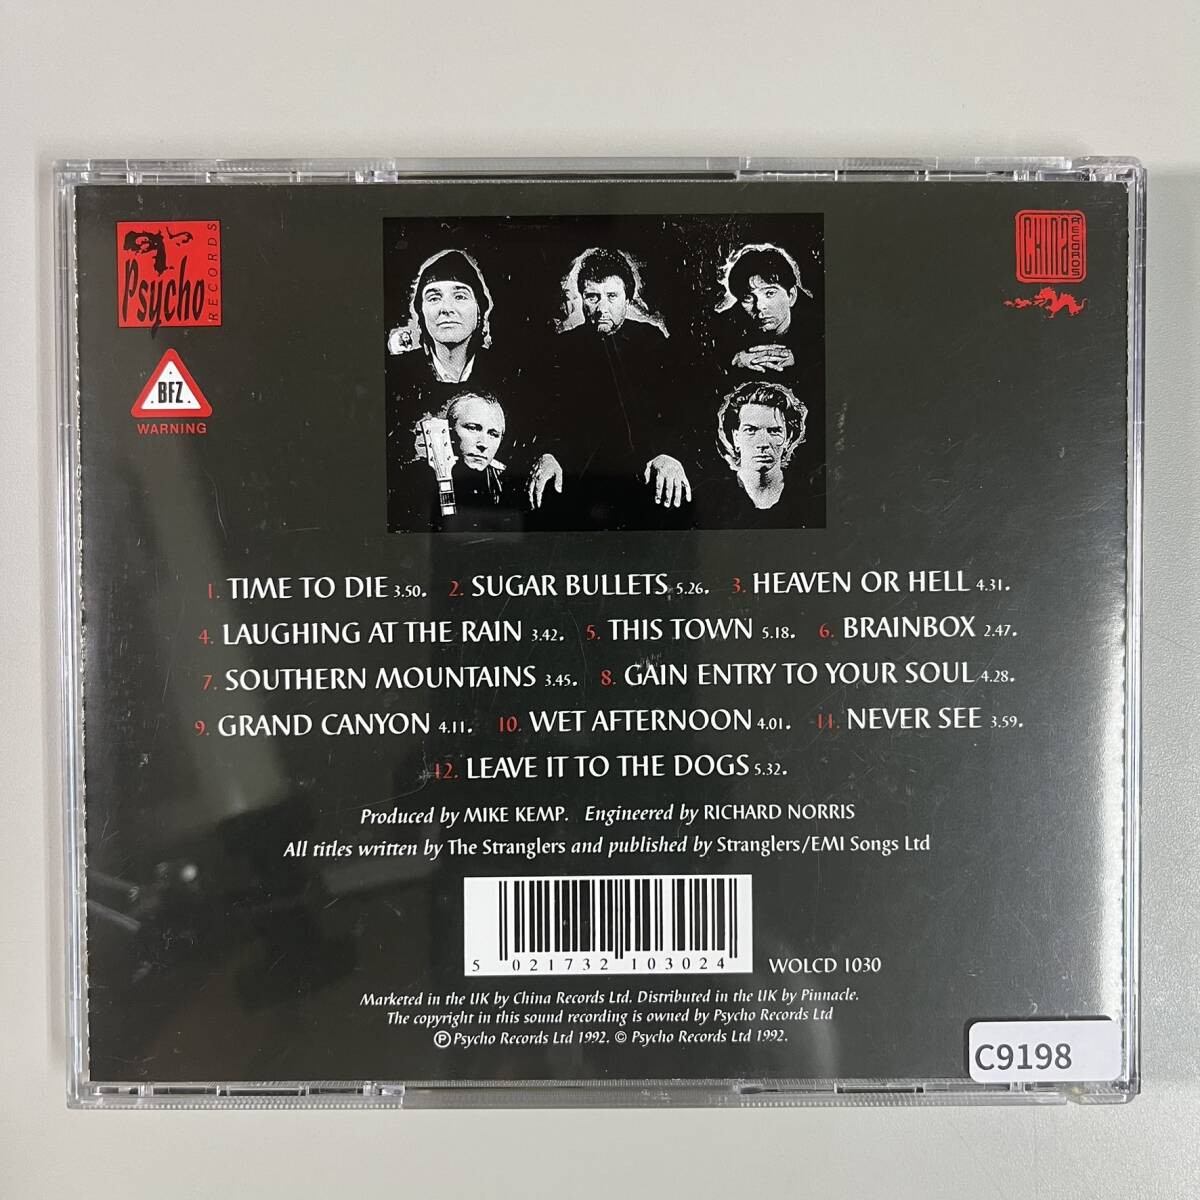 Psycho
RECORDS
CHINA
RECORDS
BFZ
WARNING
1. TIME TO DIE 3.50. 2. SUGAR BULLETS 5.26. 3. HEAVEN OR HELL 4.31.
4. LAUGHING AT THE RAIN 3.42. 5. THIS TOWN 5.18. 6. BRAINBOX 2.47.
7. SOUTHERN MOUNTAINS 3.45. 8. GAIN ENTRY TO YOUR SOUL 4.28.
9. GRAND CANYON 4.11. 10. WET AFTERNOON 4.01. 11. NEVER SEE 3.59.
12. LEAVE IT TO THE DOGS 5.32.
Produced by MIKE KEMP. Engineered by RICHARD NORRIS
All titles written by The Stranglers and published by Stranglers/EMI Songs Ltd
5 021732 103024
WOLCD 1030
Marketed in the UK by China Records Ltd. Distributed in the UK by Pinnacle.
The copyright in this sound recording is owned by Psycho Records Ltd
℗ Psycho Records Ltd 1992. © Psycho Records Ltd 1992.
C9198